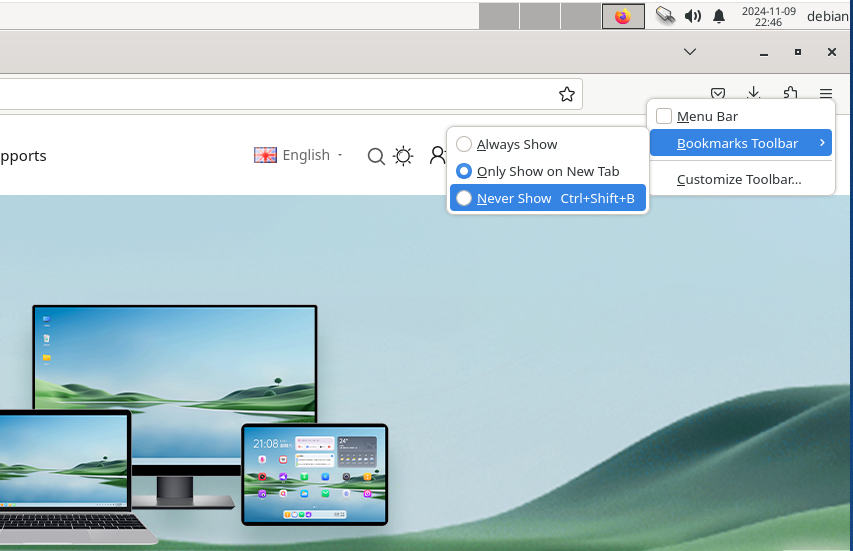 2024-11-09
22:46
debian
pports
English
Menu Bar
Bookmarks Toolbar
Customize Toolbar...
Always Show
Only Show on New Tab
Never Show Ctrl+Shift+B
21:08
24°